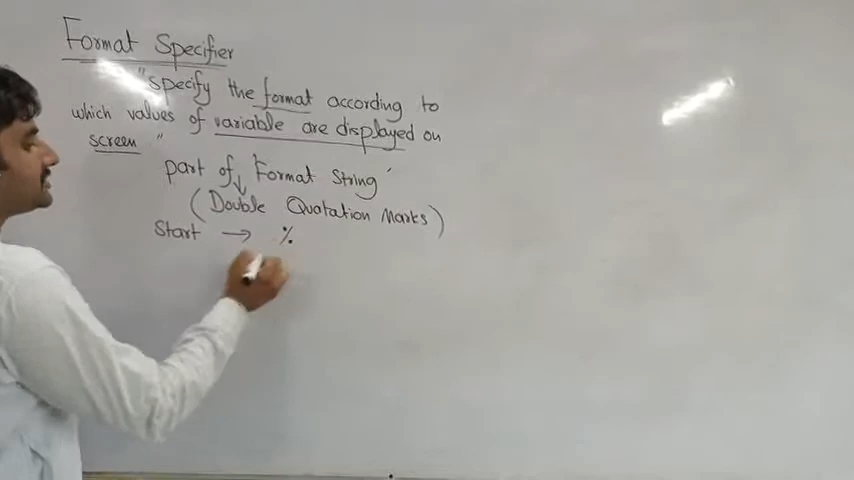 Format Specifier
"specify the format according to
which values of variable are displayed on
screen"
part of 'Format String'
↓
(Double Quotation Marks)
Start → %